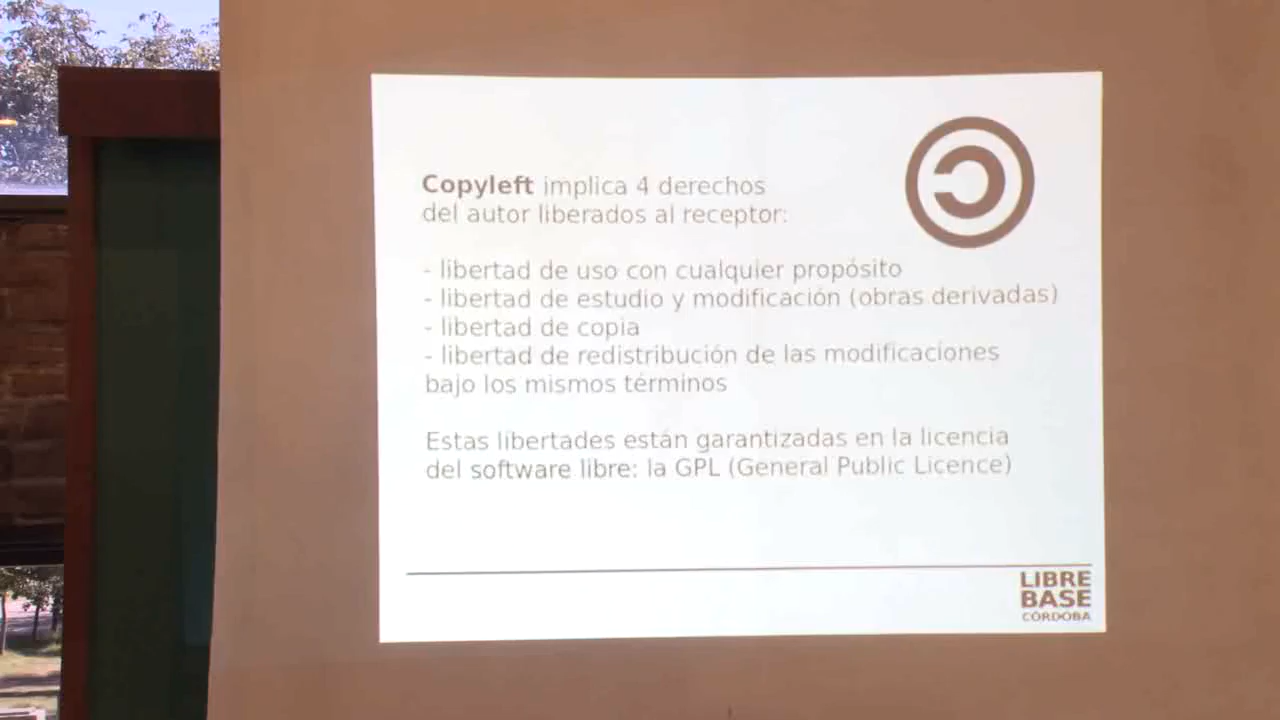 Copyleft implica 4 derechos
del autor liberados al receptor:
- libertad de uso con cualquier propósito
- libertad de estudio y modificación (obras derivadas)
- libertad de copia
- libertad de redistribución de las modificaciones
bajo los mismos términos
Estas libertades están garantizadas en la licencia
del software libre: la GPL (General Public Licence)
LIBRE
BASE
CÓRDOBA